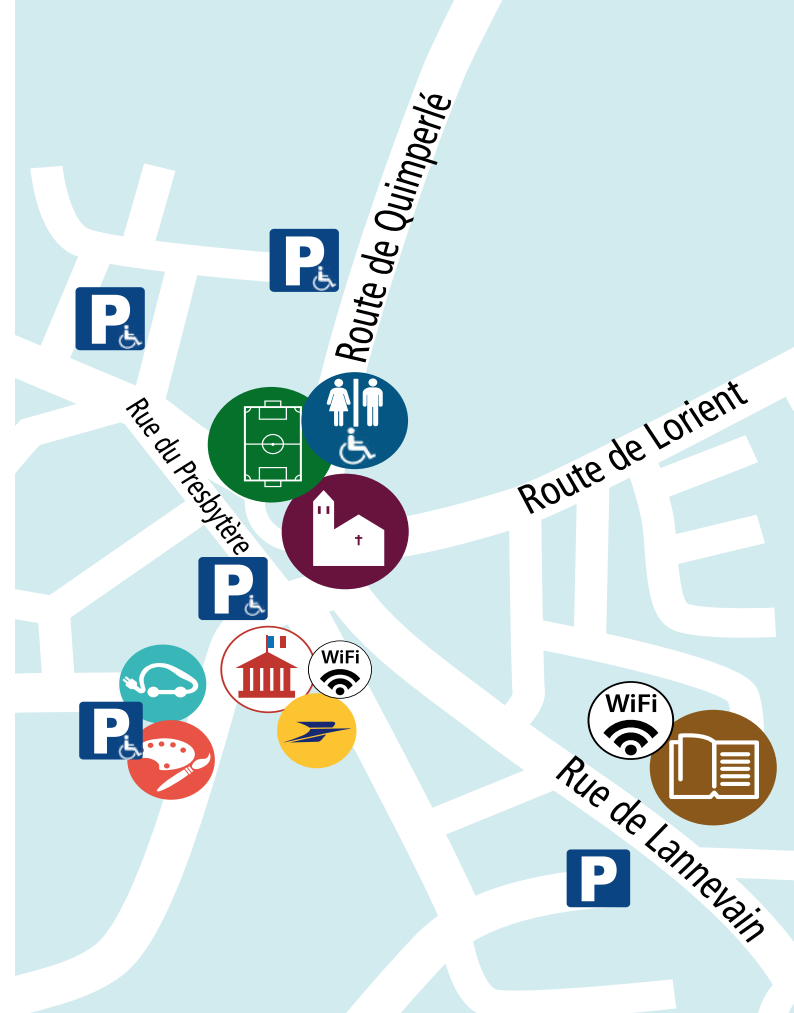 Route de Quimperlé
P
P
Route de Lorient
Rue du Presbytère
P
WiFi
WiFi
P
Rue de Lannevain
P